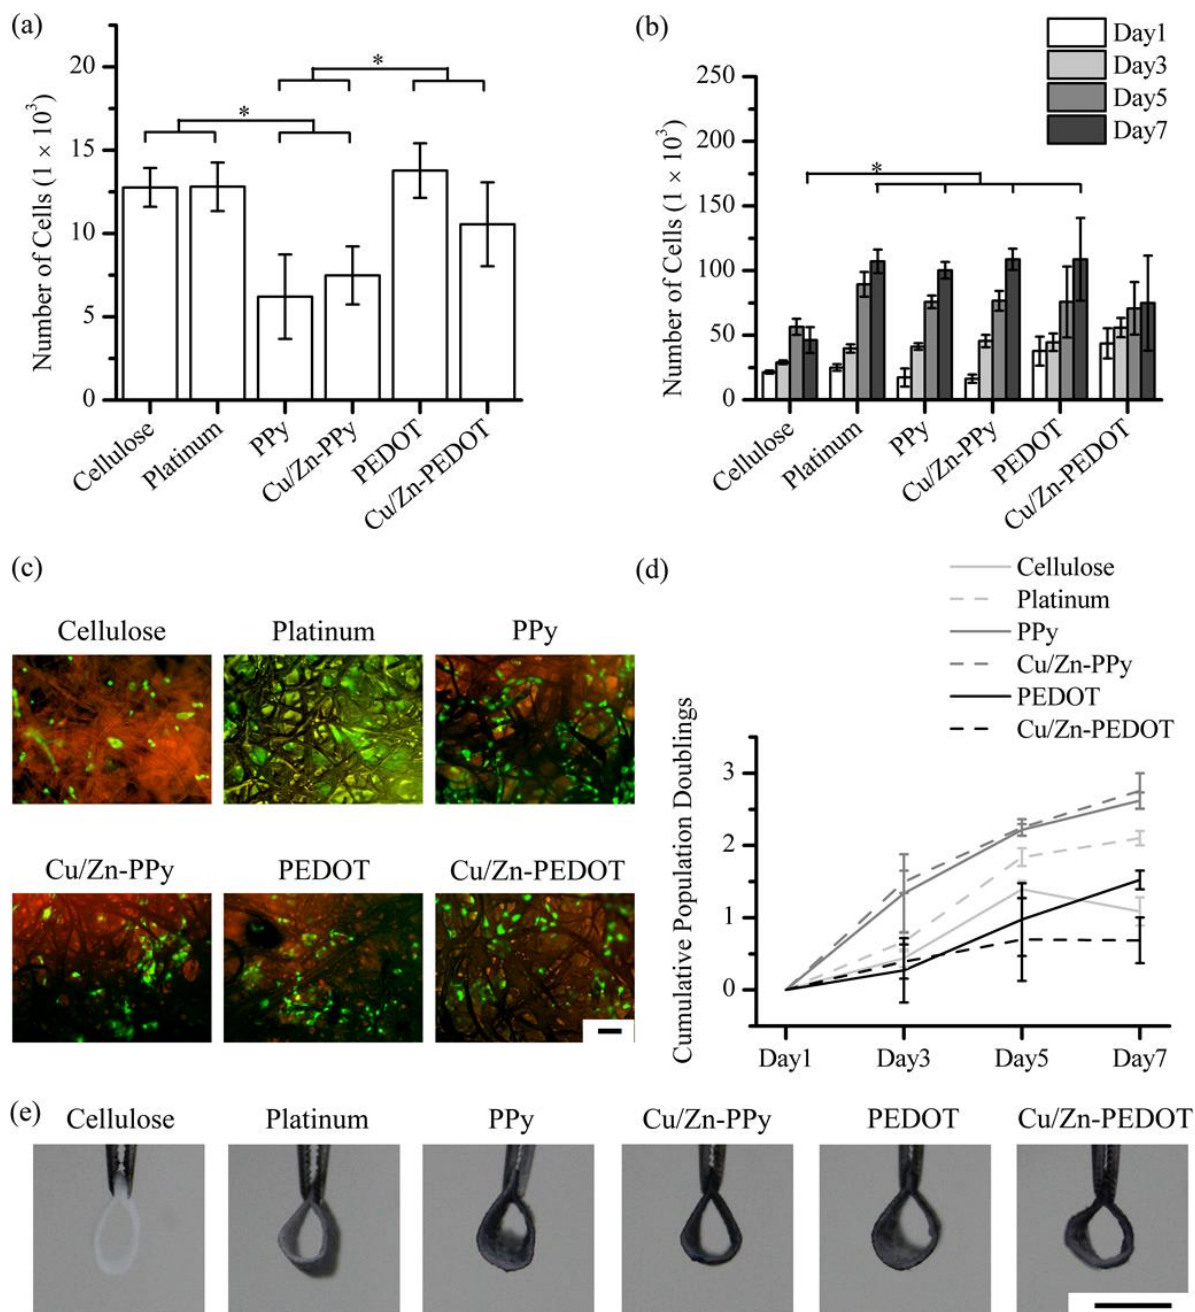 (a)
Number of Cells (1 × 10³)
20
15
10
5
0
*
*
Cellulose
Platinum
PPy
Cu/Zn-PPy
PEDOT
Cu/Zn-PEDOT
(b)
Day1
Day3
Day5
Day7
Number of Cells (1 × 10³)
250
200
150
100
50
0
*
Cellulose
Platinum
PPy
Cu/Zn-PPy
PEDOT
Cu/Zn-PEDOT
(c)
Cellulose Platinum PPy
Cu/Zn-PPy PEDOT Cu/Zn-PEDOT
(d)
Cellulose
Platinum
PPy
Cu/Zn-PPy
PEDOT
Cu/Zn-PEDOT
Cumulative Population Doublings
3
2
1
0
Day1 Day3 Day5 Day7
(e)
Cellulose Platinum PPy Cu/Zn-PPy PEDOT Cu/Zn-PEDOT